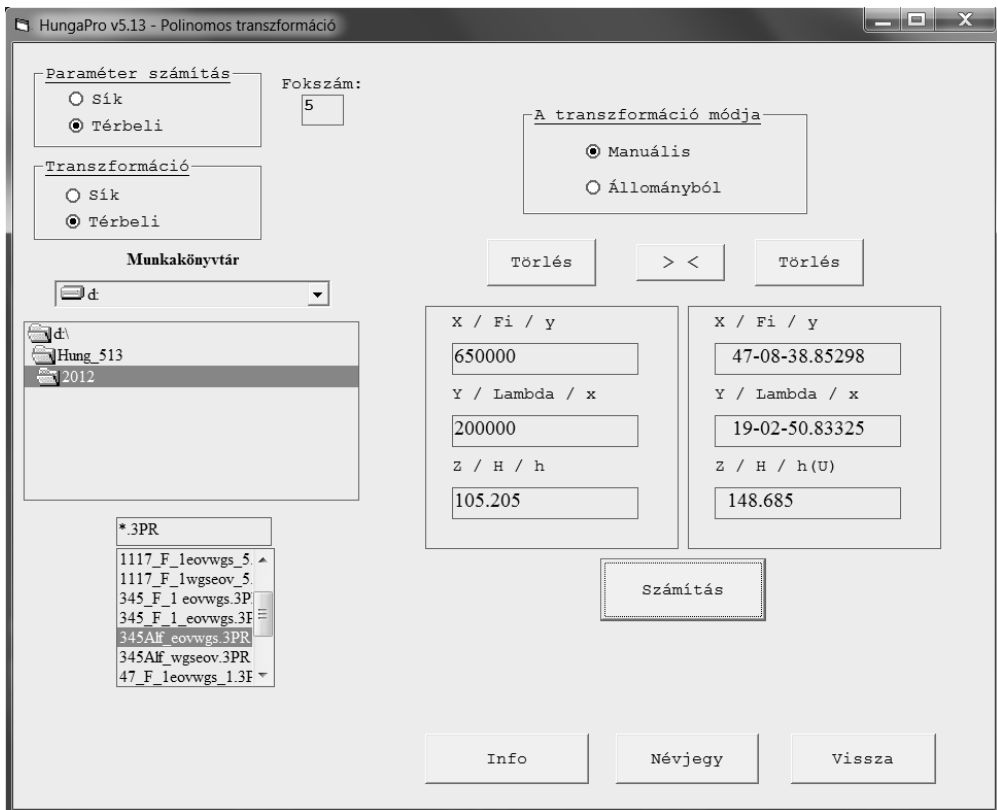 HungaPro v5.13 - Polinomos transzformáció
Paraméter számítás
Sík
Térbeli
Fokszám:
5
Transzformáció
Sík
Térbeli
Munkakönyvtár
d:
d:\
Hung_513
2012
*.3PR
1117_F_1eovwgs_5.
1117_F_1wgseov_5.
345_F_1 eovwgs.3P
345_F_1_eovwgs.3F
345Alf_eovwgs.3PR
345Alf_wgseov.3PR
47_F_1eovwgs_1.3F
A transzformáció módja
Manuális
Állományból
Törlés
> <
Törlés
X / Fi / y
650000
Y / Lambda / x
200000
Z / H / h
105.205
X / Fi / y
47-08-38.85298
Y / Lambda / x
19-02-50.83325
Z / H / h(U)
148.685
Számítás
Info
Névjegy
Vissza